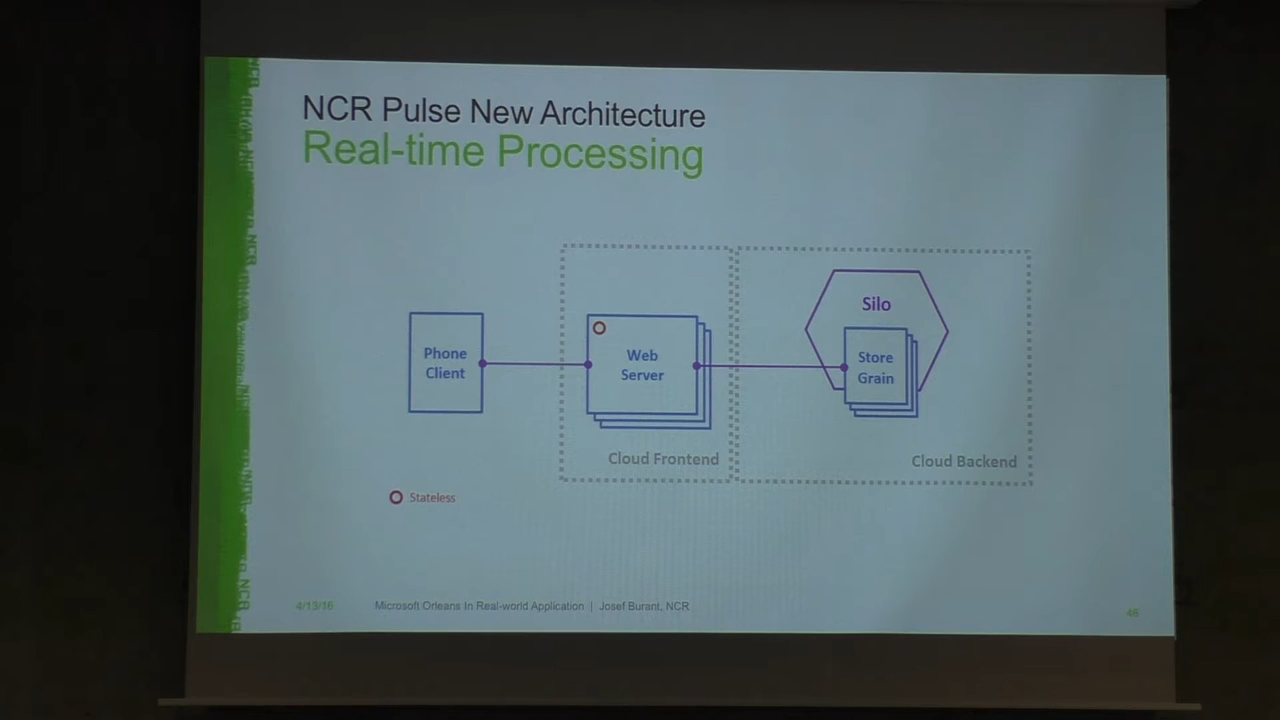 NCR Pulse New Architecture
Real-time Processing
Phone
Client
Web
Server
Silo
Store
Grain
Cloud Frontend
Cloud Backend
Stateless
4/13/16
Microsoft Orleans In Real-world Application | Josef Burant, NCR
46